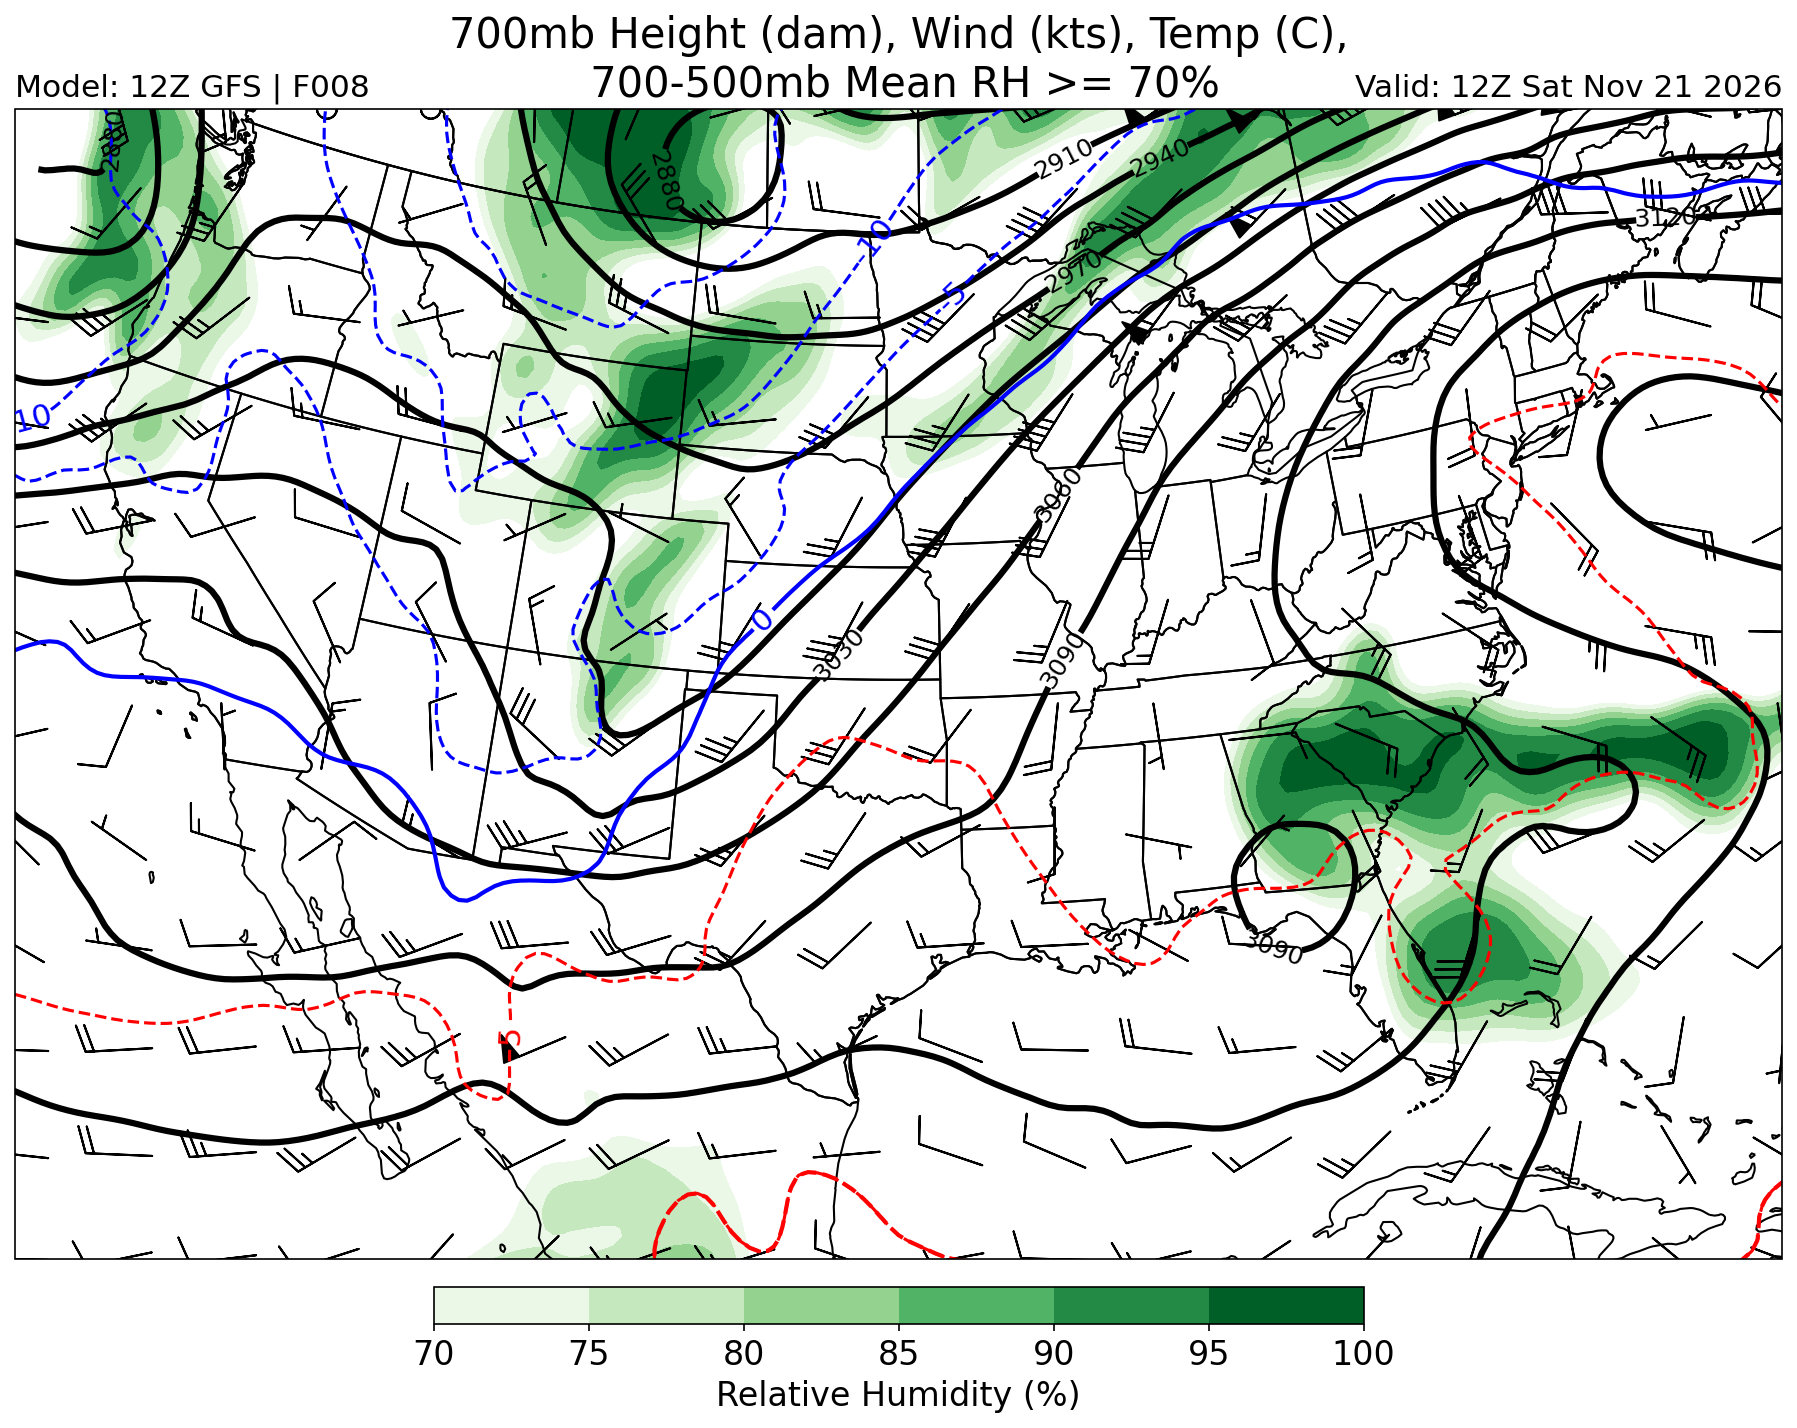 700mb Height (dam), Wind (kts), Temp (C),
700-500mb Mean RH >= 70%
Model: 12Z GFS | F008
Valid: 12Z Sat Nov 21 2026
2880
2880
2910
2940
2970
3120
10
5
10
3060
0
3030
3090
3090
5
70 75 80 85 90 95 100
Relative Humidity (%)